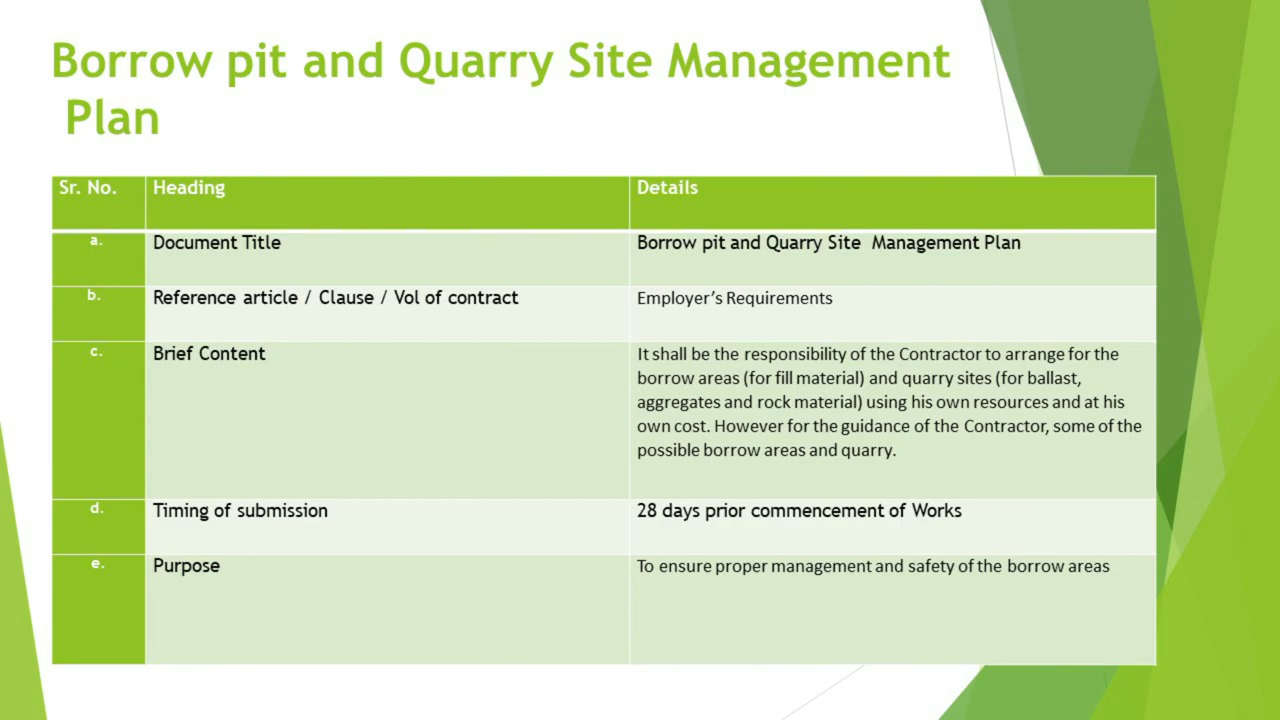 Borrow pit and Quarry Site Management
Plan
Sr. No. Heading Details
a. Document Title Borrow pit and Quarry Site Management Plan
b. Reference article / Clause / Vol of contract Employer’s Requirements
c. Brief Content It shall be the responsibility of the Contractor to arrange for the
borrow areas (for fill material) and quarry sites (for ballast,
aggregates and rock material) using his own resources and at his
own cost. However for the guidance of the Contractor, some of the
possible borrow areas and quarry.
d. Timing of submission 28 days prior commencement of Works
e. Purpose To ensure proper management and safety of the borrow areas